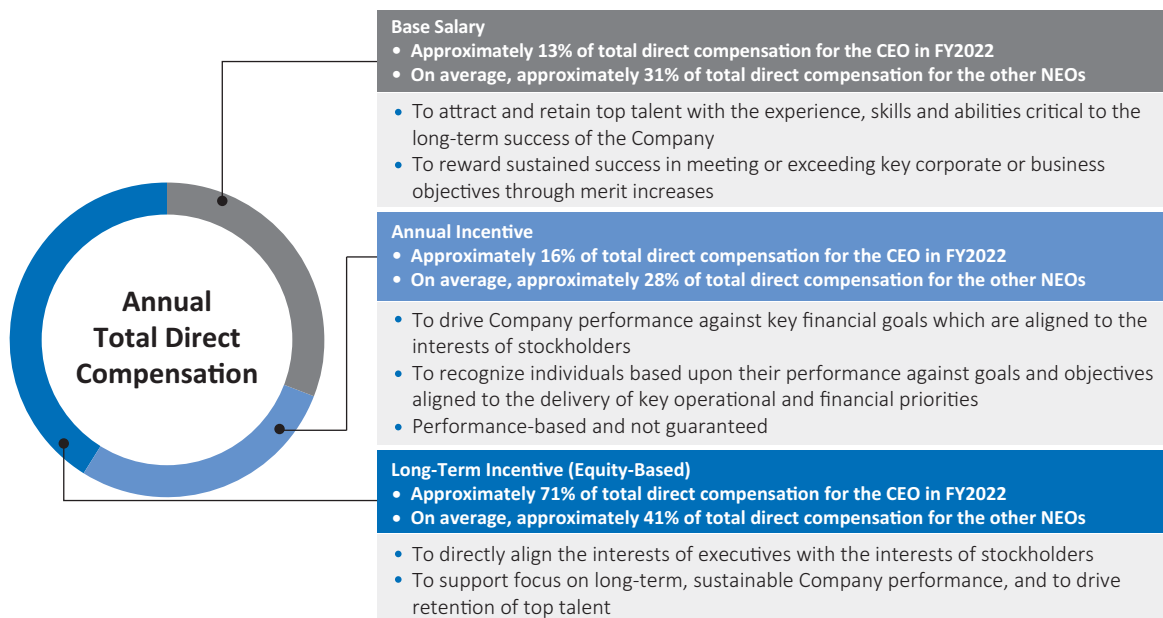 Annual
Total Direct
Compensation
Base Salary
• Approximately 13% of total direct compensation for the CEO in FY2022
• On average, approximately 31% of total direct compensation for the other NEOs
• To attract and retain top talent with the experience, skills and abilities critical to the
long-term success of the Company
• To reward sustained success in meeting or exceeding key corporate or business
objectives through merit increases
Annual Incentive
• Approximately 16% of total direct compensation for the CEO in FY2022
• On average, approximately 28% of total direct compensation for the other NEOs
• To drive Company performance against key financial goals which are aligned to the
interests of stockholders
• To recognize individuals based upon their performance against goals and objectives
aligned to the delivery of key operational and financial priorities
• Performance-based and not guaranteed
Long-Term Incentive (Equity-Based)
• Approximately 71% of total direct compensation for the CEO in FY2022
• On average, approximately 41% of total direct compensation for the other NEOs
• To directly align the interests of executives with the interests of stockholders
• To support focus on long-term, sustainable Company performance, and to drive
retention of top talent